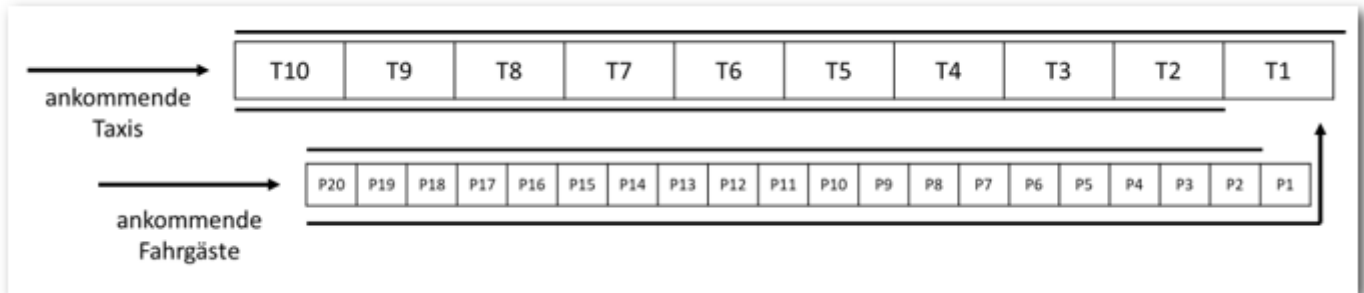 T10 T9 T8 T7 T6 T5 T4 T3 T2 T1
ankommende
Taxis
P20 P19 P18 P17 P16 P15 P14 P13 P12 P11 P10 P9 P8 P7 P6 P5 P4 P3 P2 P1
ankommende
Fahrgäste